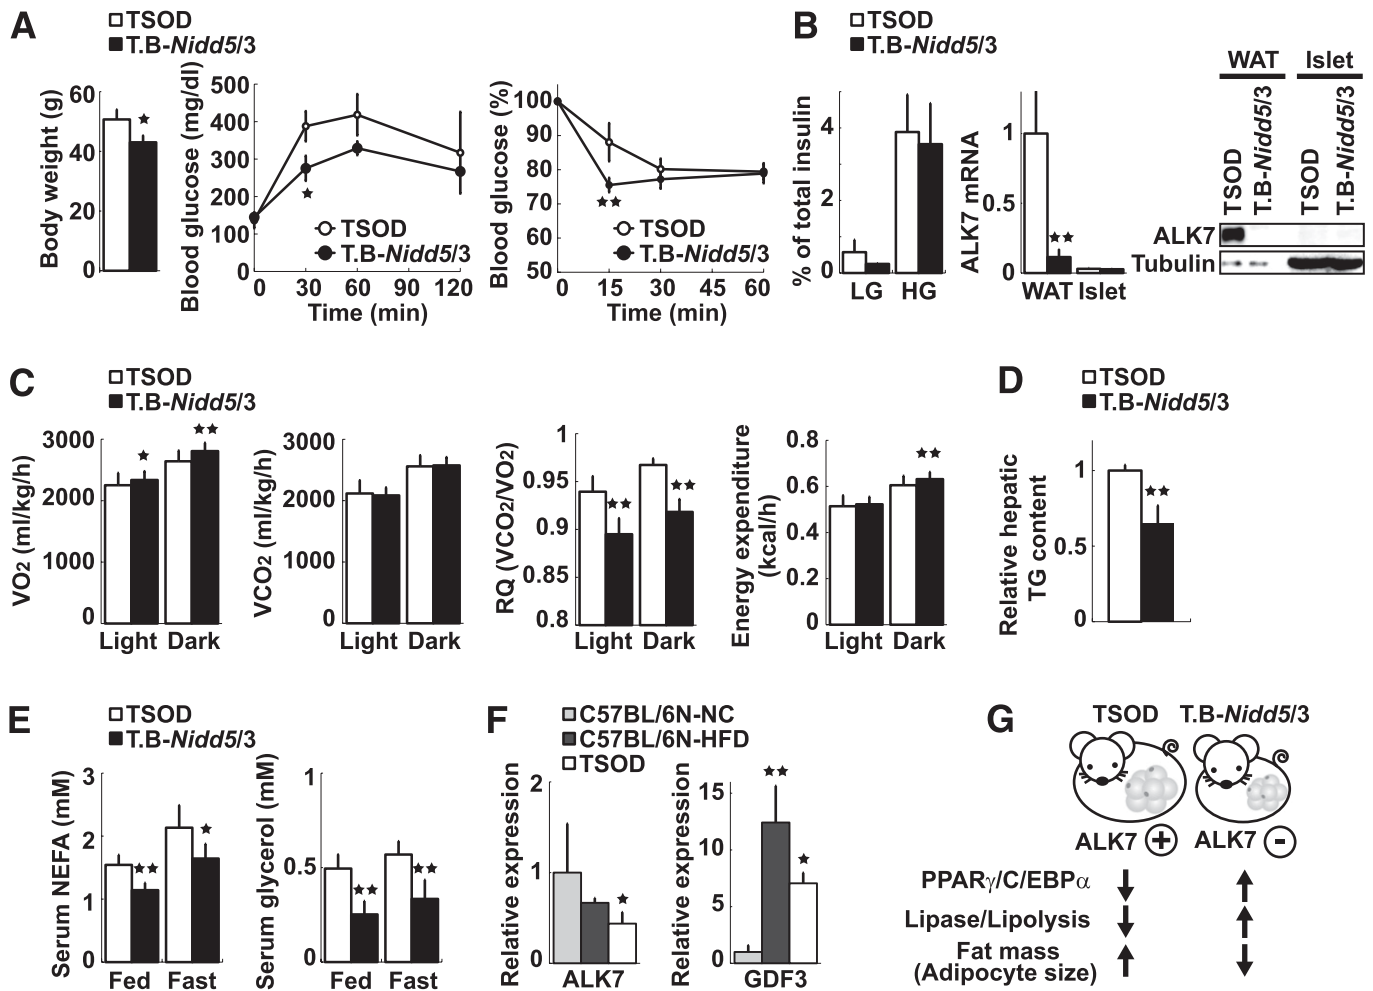 A
TSOD
T.B-Nidd5/3
Body weight (g)
60
40
20
0
★
Blood glucose (mg/dl)
500
400
300
200
100
0
★
TSOD
T.B-Nidd5/3
0 30 60 90 120
Time (min)
Blood glucose (%)
100
90
80
70
60
50
★★
TSOD
T.B-Nidd5/3
0 15 30 45 60
Time (min)
B
TSOD
T.B-Nidd5/3
% of total insulin
4
2
0
LG HG
ALK7 mRNA
1
0.5
0
★★
WAT Islet
WAT Islet
TSOD
T.B-Nidd5/3
TSOD
T.B-Nidd5/3
ALK7
Tubulin
C
TSOD
T.B-Nidd5/3
VO2 (ml/kg/h)
3000
2000
1000
0
★ ★★
Light Dark
VCO2 (ml/kg/h)
3000
2000
1000
0
Light Dark
RQ (VCO2/VO2)
1
0.95
0.9
0.85
0.8
★★ ★★
Light Dark
Energy expenditure
(kcal/h)
0.8
0.6
0.4
0.2
0
★★
Light Dark
D
TSOD
T.B-Nidd5/3
Relative hepatic
TG content
1
0.5
0
★★
E
TSOD
T.B-Nidd5/3
Serum NEFA (mM)
3
2
1
0
★★ ★
Fed Fast
Serum glycerol (mM)
1
0.5
0
★★ ★★
Fed Fast
F
C57BL/6N-NC
C57BL/6N-HFD
TSOD
Relative expression
2
1
0
★
ALK7
Relative expression
15
10
5
0
★★
★
GDF3
G
TSOD T.B-Nidd5/3
ALK7 + ALK7 -
PPARγ/C/EBPα ↓ ↑
Lipase/Lipolysis ↓ ↑
Fat mass
(Adipocyte size) ↑ ↓